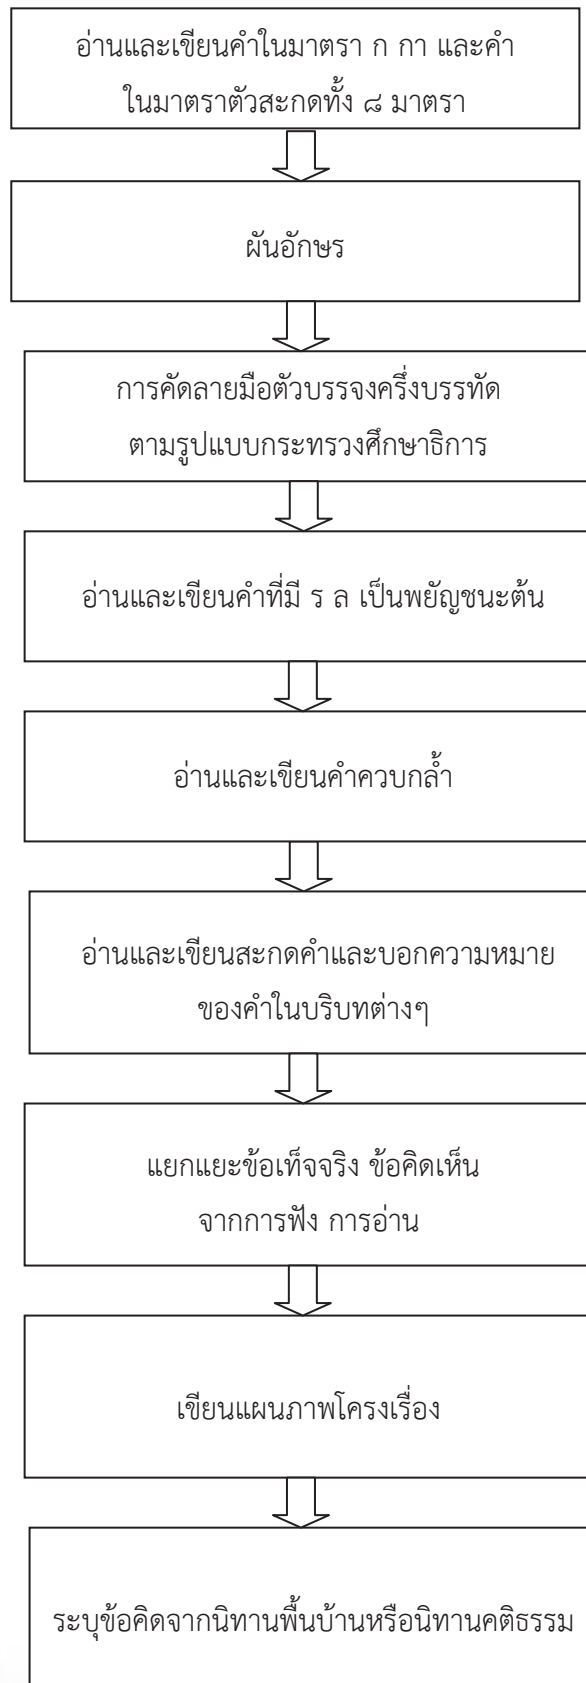 อ่านและเขียนคำในมาตรา ก กา และคำ
ในมาตราตัวสะกดทั้ง ๘ มาตรา
ผันอักษร
การคัดลายมือตัวบรรจงครึ่งบรรทัด
ตามรูปแบบกระทรวงศึกษาธิการ
อ่านและเขียนคำที่มี ร ล เป็นพยัญชนะต้น
อ่านและเขียนคำควบกล้ำ
อ่านและเขียนสะกดคำและบอกความหมาย
ของคำในบริบทต่างๆ
แยกแยะข้อเท็จจริง ข้อคิดเห็น
จากการฟัง การอ่าน
เขียนแผนภาพโครงเรื่อง
ระบุข้อคิดจากนิทานพื้นบ้านหรือนิทานคติธรรม